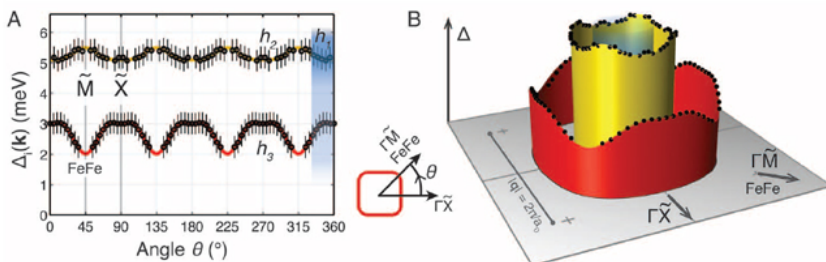 A
Δᵢ(k) (meV)
6
5
4
3
2
1
0
h₂
h₁
M̃
X̃
h₃
FeFe
0 45 90 135 180 225 270 315 360
Angle θ (°)
ΓM̃
FeFe
θ
ΓX̃
B
Δ
|q| = 2π/a₀
ΓX̃
ΓM̃
FeFe